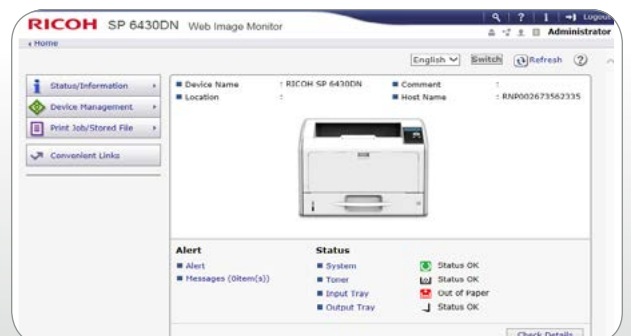 RICOH SP 6430DN Web Image Monitor
? Logout
Administrator
Home
English Switch Refresh ?
Status/Information
Device Management
Print Job/Stored File
Convenient Links
Device Name : RICOH SP 6430DN
Location :
Comment :
Host Name : RNP002673562335
Alert
Alert
Messages (0item(s))
Status
System Status OK
Toner Status OK
Input Tray Out of Paper
Output Tray Status OK
Check Details